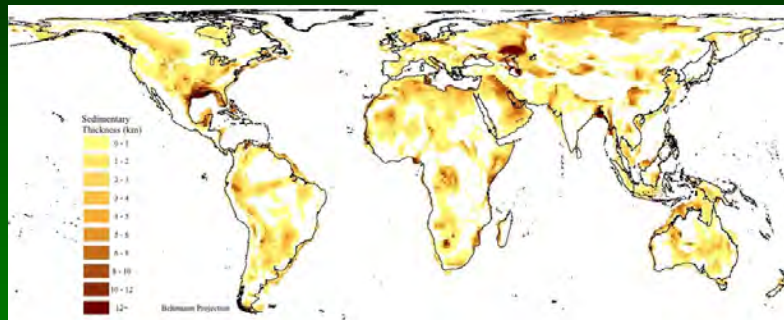 Sedimentary
Thickness (km)
0 - 1
1 - 2
2 - 3
3 - 4
4 - 5
5 - 6
6 - 8
8 - 10
10 - 12
12+
Behrmann Projection